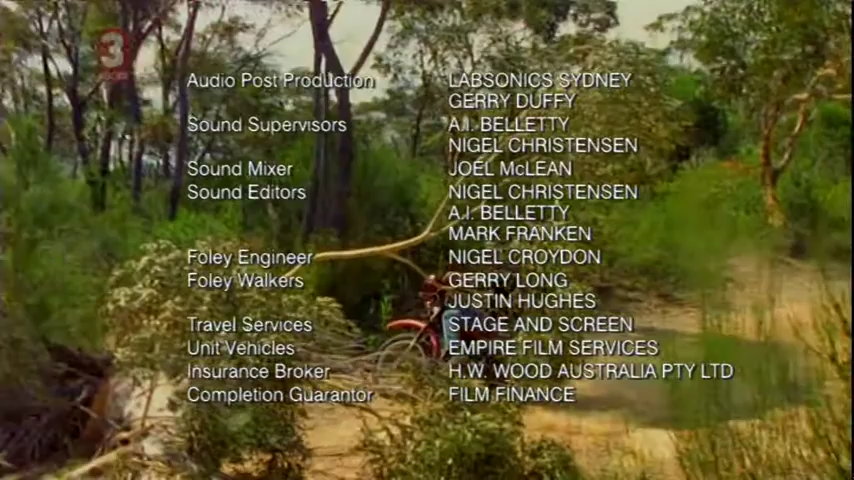 3
Audio Post Production LABSONICS SYDNEY
GERRY DUFFY
Sound Supervisors A.I. BELLETTY
NIGEL CHRISTENSEN
Sound Mixer JOEL McLEAN
Sound Editors NIGEL CHRISTENSEN
A.I. BELLETTY
MARK FRANKEN
Foley Engineer NIGEL CROYDON
Foley Walkers GERRY LONG
JUSTIN HUGHES
Travel Services STAGE AND SCREEN
Unit Vehicles EMPIRE FILM SERVICES
Insurance Broker H.W. WOOD AUSTRALIA PTY LTD
Completion Guarantor FILM FINANCE